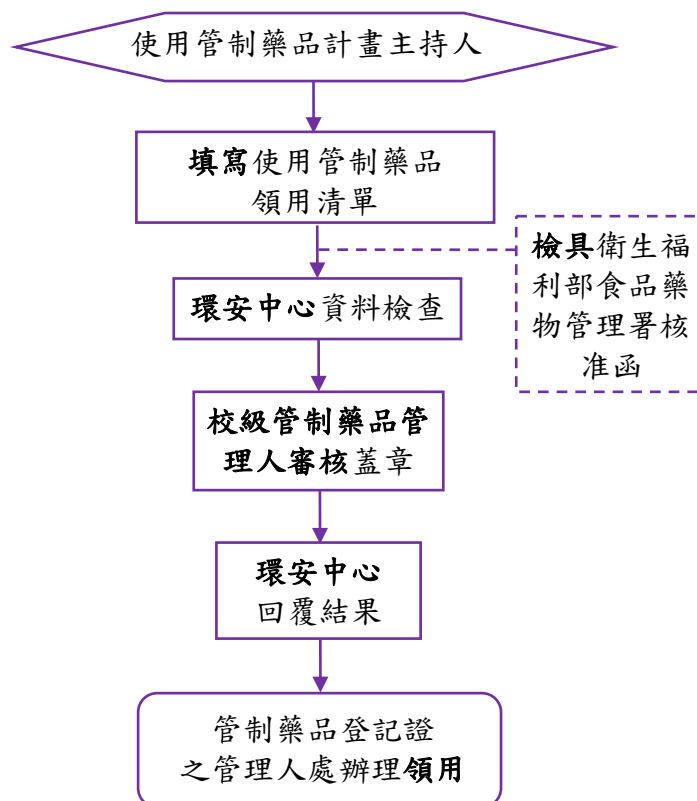 使用管制藥品計畫主持人
填寫使用管制藥品
領用清單
檢具衛生福
利部食品藥
物管理署核
准函
環安中心資料檢查
校級管制藥品管
理人審核蓋章
環安中心
回覆結果
管制藥品登記證
之管理人處辦理領用